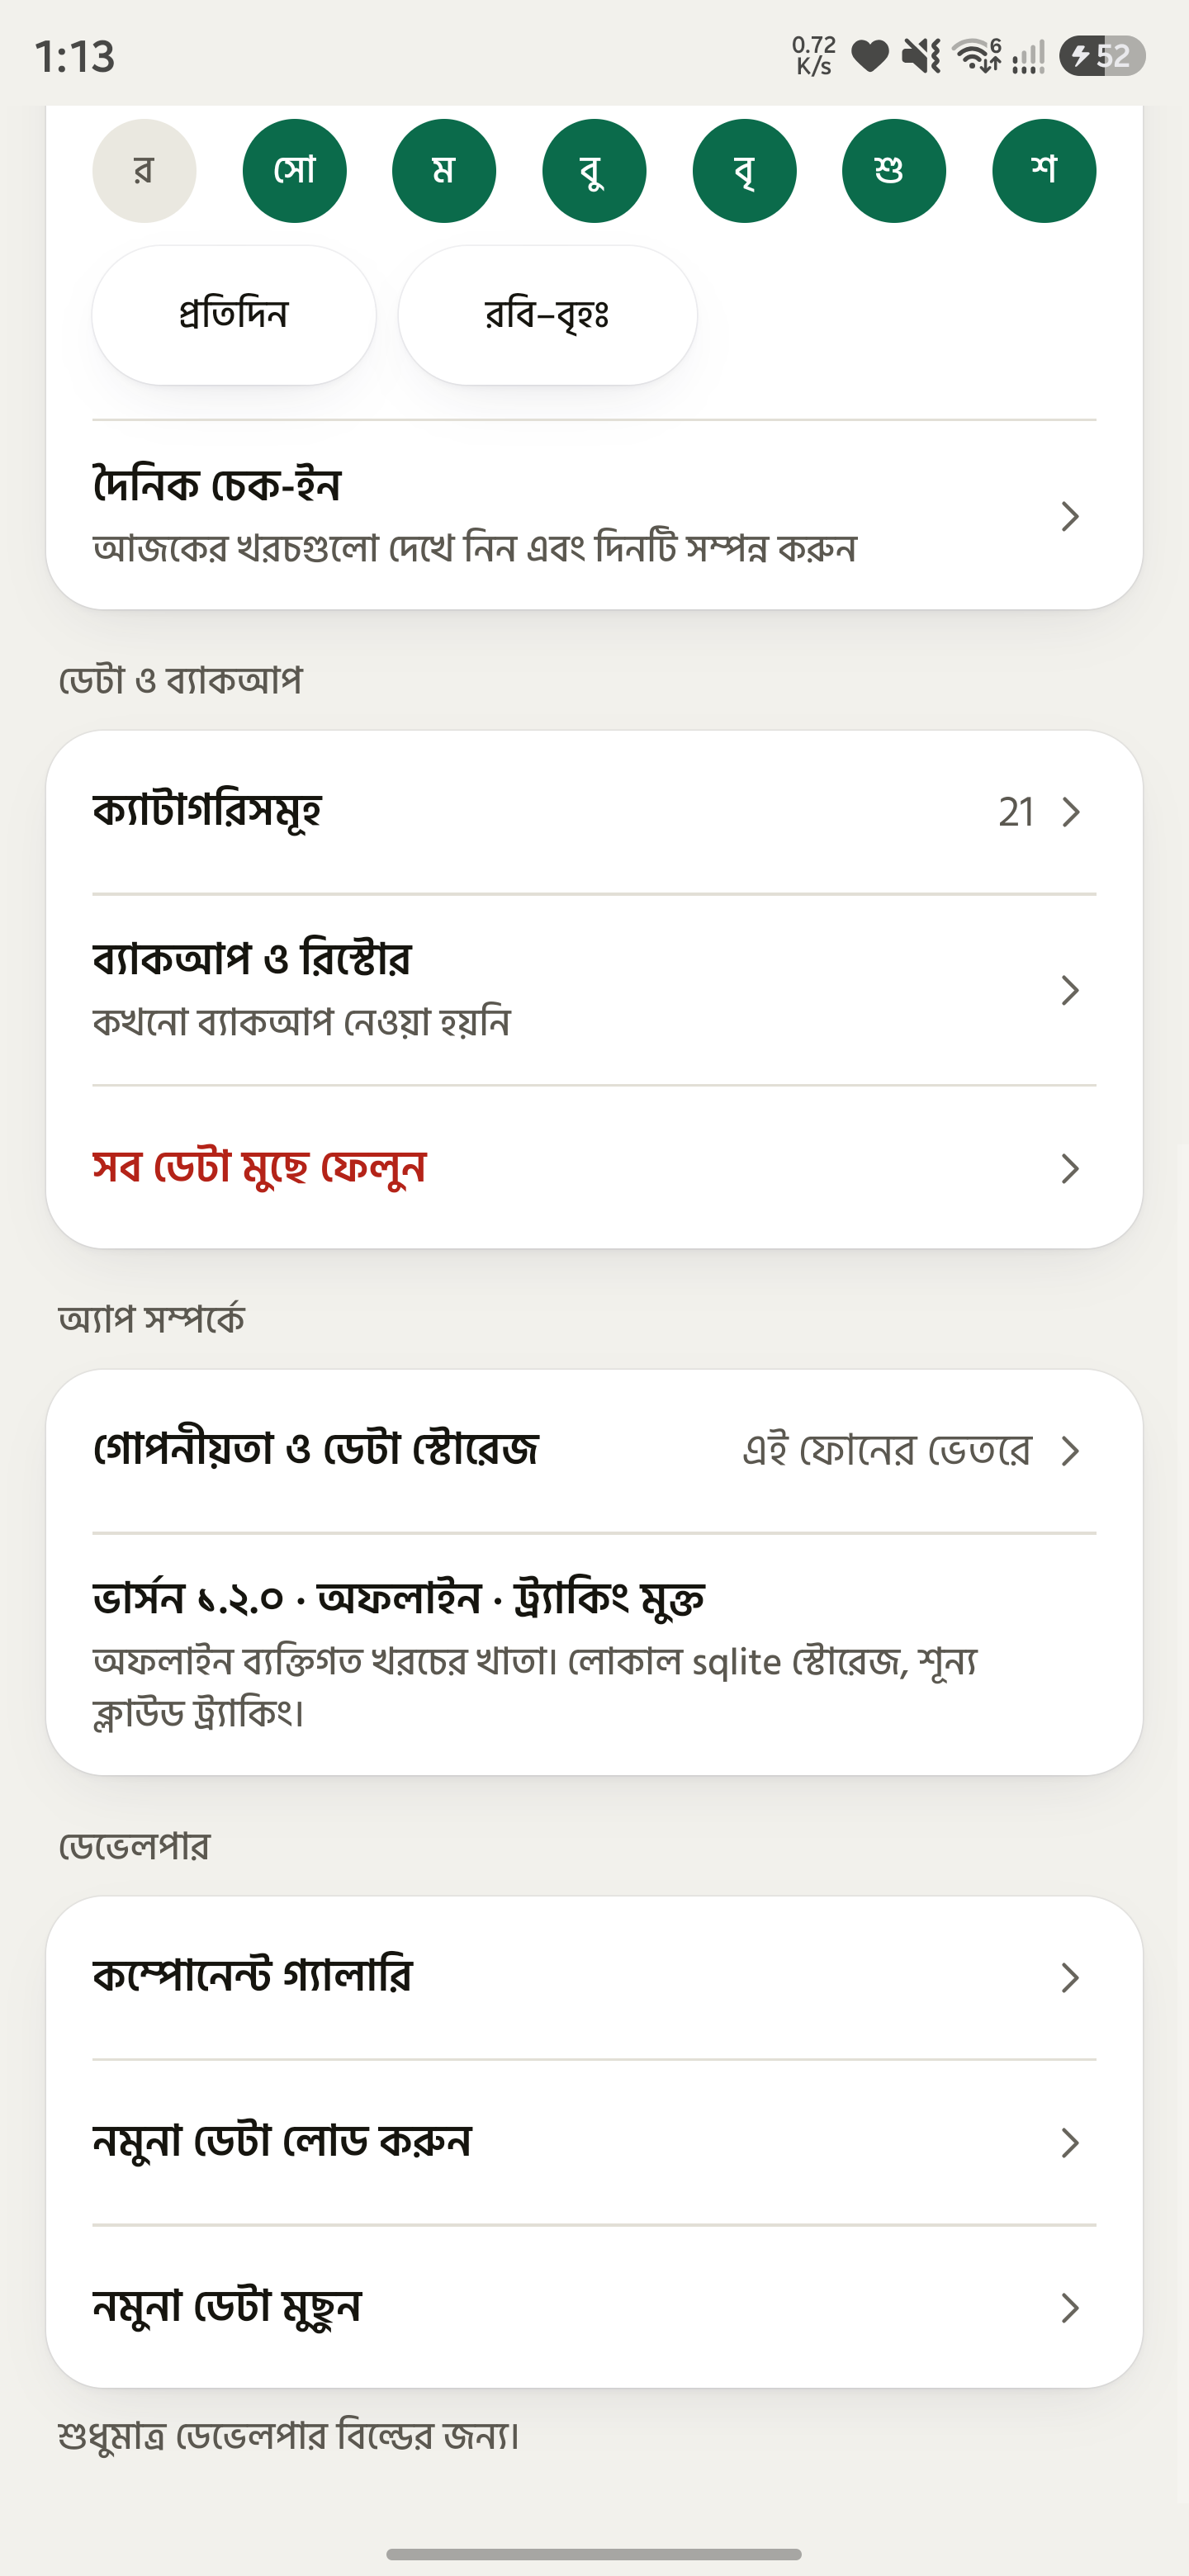 1:13
0.72
K/s
6
52
র সো ম বু বৃ শু শ
প্রতিদিন রবি–বৃহঃ
দৈনিক চেক-ইন
আজকের খরচগুলো দেখে নিন এবং দিনটি সম্পন্ন করুন
ডেটা ও ব্যাকআপ
ক্যাটাগরিসমূহ 21
ব্যাকআপ ও রিস্টোর
কখনো ব্যাকআপ নেওয়া হয়নি
সব ডেটা মুছে ফেলুন
অ্যাপ সম্পর্কে
গোপনীয়তা ও ডেটা স্টোরেজ এই ফোনের ভেতরে
ভার্সন ১.২.০ · অফলাইন · ট্র্যাকিং মুক্ত
অফলাইন ব্যক্তিগত খরচের খাতা। লোকাল sqlite স্টোরেজ, শূন্য
ক্লাউড ট্র্যাকিং।
ডেভেলপার
কম্পোনেন্ট গ্যালারি
নমুনা ডেটা লোড করুন
নমুনা ডেটা মুছুন
শুধুমাত্র ডেভেলপার বিল্ডের জন্য।